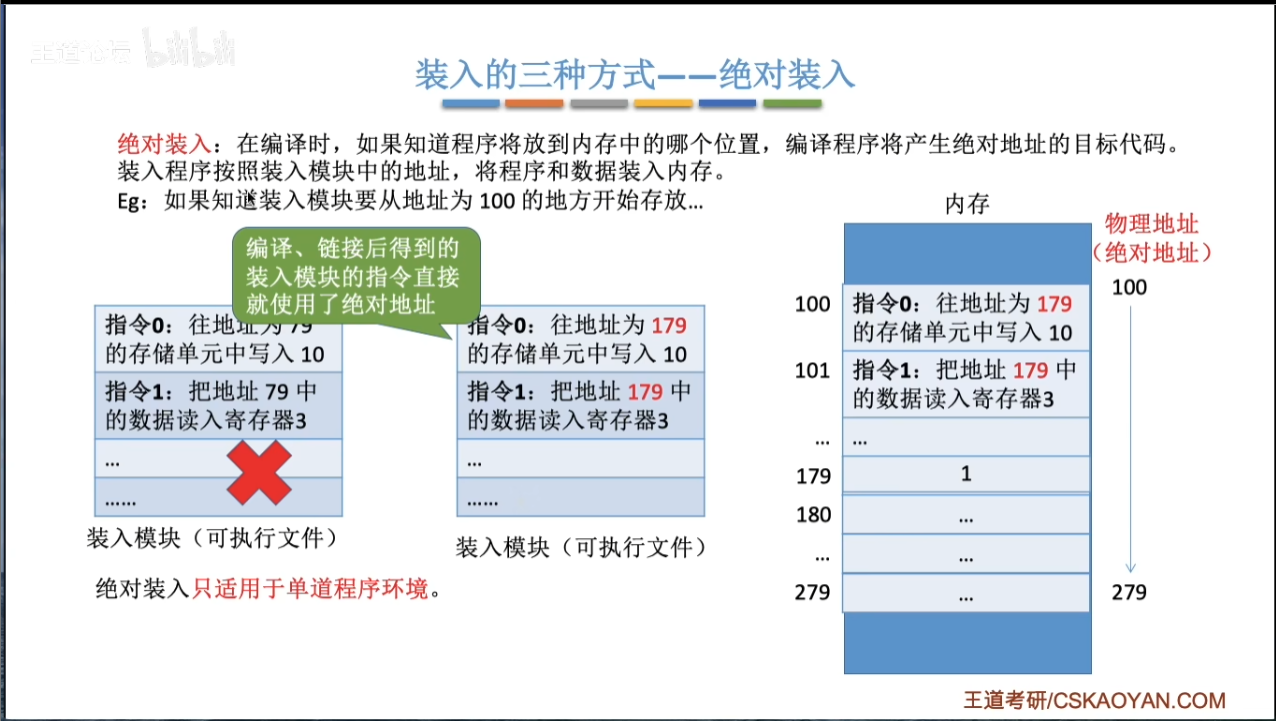 王道论坛 bilibili
装入的三种方式——绝对装入
绝对装入：在编译时，如果知道程序将放到内存中的哪个位置，编译程序将产生绝对地址的目标代码。
装入程序按照装入模块中的地址，将程序和数据装入内存。
Eg：如果知道装入模块要从地址为 100 的地方开始存放...
编译、链接后得到的
装入模块的指令直接
就使用了绝对地址
指令0：往地址为 79
的存储单元中写入 10
指令1：把地址 79 中
的数据读入寄存器3
...
......
装入模块（可执行文件）
指令0：往地址为 179
的存储单元中写入 10
指令1：把地址 179 中
的数据读入寄存器3
...
......
装入模块（可执行文件）
绝对装入只适用于单道程序环境。
内存
物理地址
（绝对地址）
100
指令0：往地址为 179
的存储单元中写入 10
100
101
指令1：把地址 179 中
的数据读入寄存器3
...
...
179
1
180
...
...
...
279
...
279
王道考研/CSKAOYAN.COM